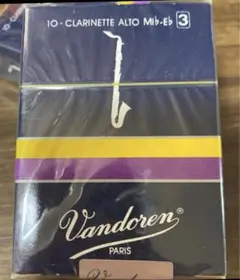 10 - CLARINETTE ALTO Mib-Eb 3
Vandoren
PARIS